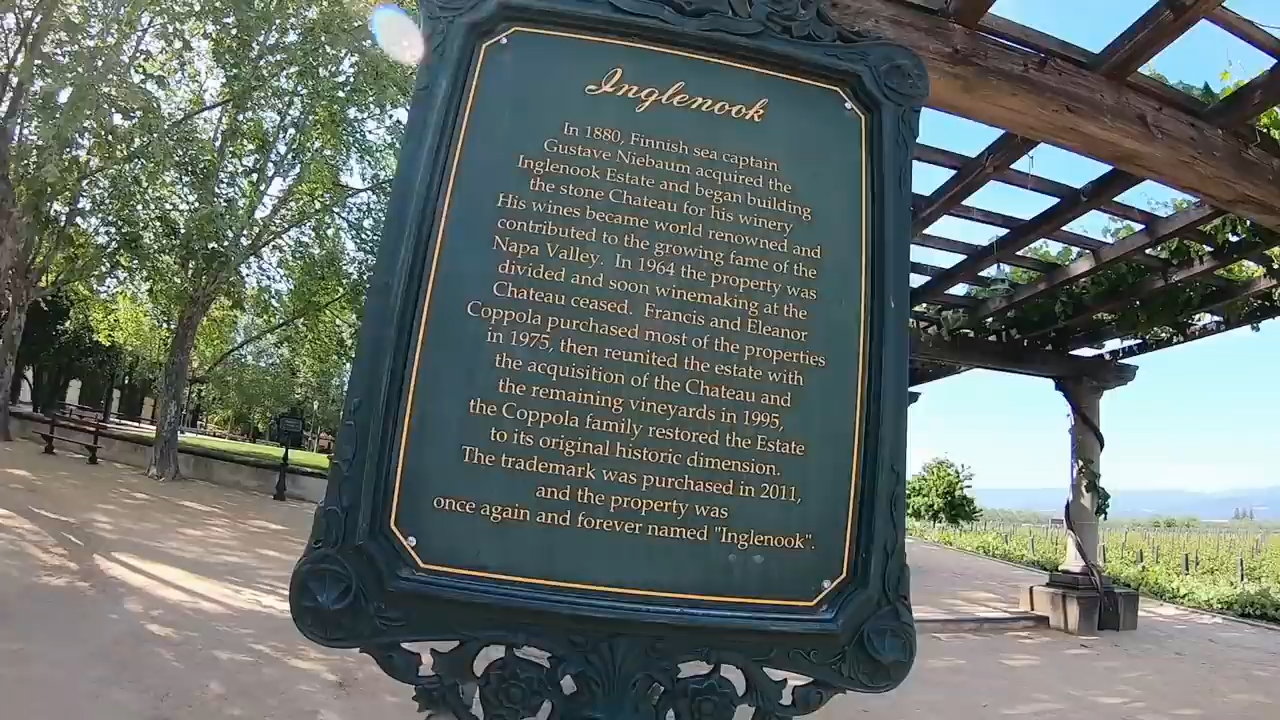 Inglenook
In 1880, Finnish sea captain
Gustave Niebaum acquired the
Inglenook Estate and began building
the stone Chateau for his winery
His wines became world renowned and
contributed to the growing fame of the
Napa Valley. In 1964 the property was
divided and soon winemaking at the
Chateau ceased. Francis and Eleanor
Coppola purchased most of the properties
in 1975, then reunited the estate with
the acquisition of the Chateau and
the remaining vineyards in 1995,
the Coppola family restored the Estate
to its original historic dimension.
The trademark was purchased in 2011,
and the property was
once again and forever named "Inglenook".